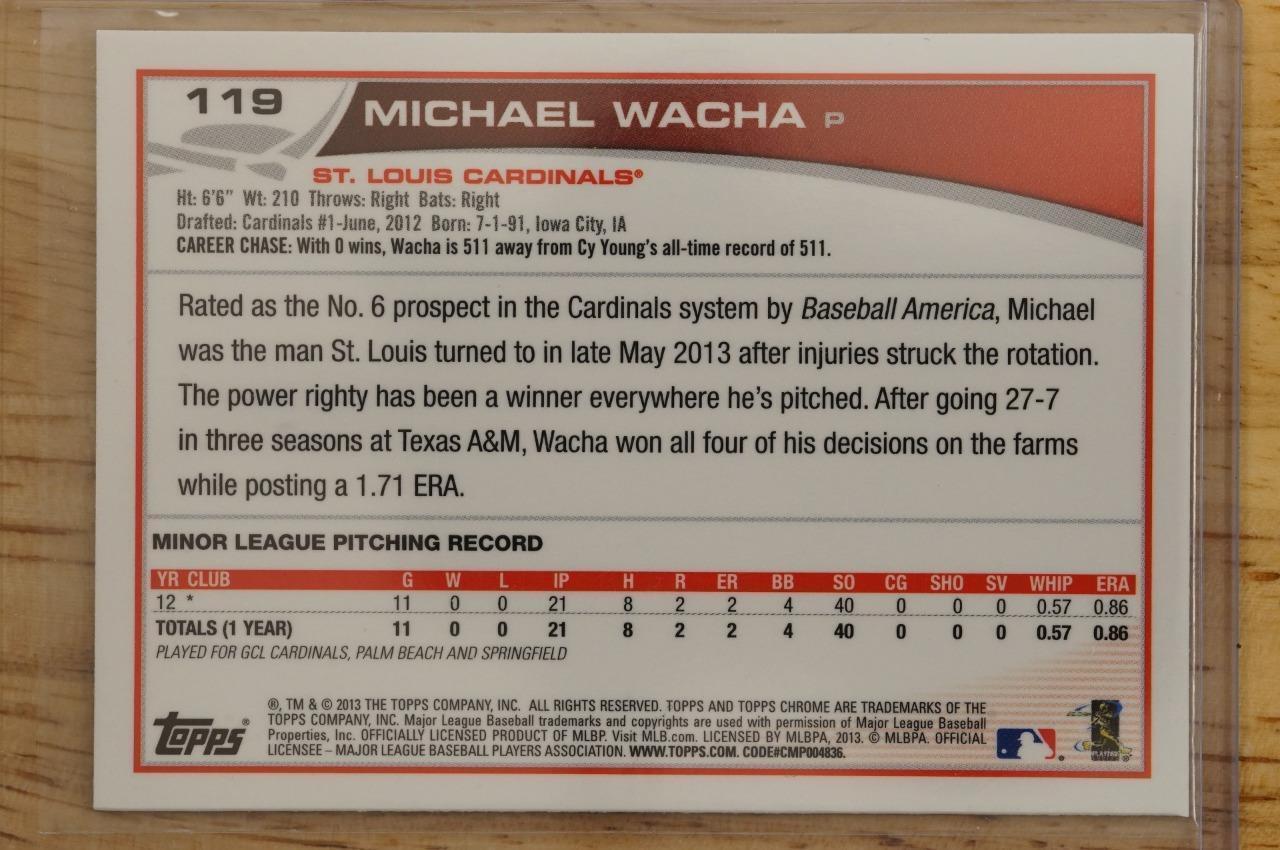 119
MICHAEL WACHA P
ST. LOUIS CARDINALS®
Ht: 6'6" Wt: 210 Throws: Right Bats: Right
Drafted: Cardinals #1-June, 2012 Born: 7-1-91, Iowa City, IA
CAREER CHASE: With 0 wins, Wacha is 511 away from Cy Young's all-time record of 511.
Rated as the No. 6 prospect in the Cardinals system by Baseball America, Michael
was the man St. Louis turned to in late May 2013 after injuries struck the rotation.
The power righty has been a winner everywhere he's pitched. After going 27-7
in three seasons at Texas A&M, Wacha won all four of his decisions on the farms
while posting a 1.71 ERA.
MINOR LEAGUE PITCHING RECORD
YR CLUB G W L IP H R ER BB SO CG SHO SV WHIP ERA
12 * 11 0 0 21 8 2 2 4 40 0 0 0 0.57 0.86
TOTALS (1 YEAR) 11 0 0 21 8 2 2 4 40 0 0 0 0.57 0.86
PLAYED FOR GCL CARDINALS, PALM BEACH AND SPRINGFIELD
Topps®
®, TM & © 2013 THE TOPPS COMPANY, INC. ALL RIGHTS RESERVED. TOPPS AND TOPPS CHROME ARE TRADEMARKS OF THE
TOPPS COMPANY, INC. Major League Baseball trademarks and copyrights are used with permission of Major League Baseball
Properties, Inc. OFFICIALLY LICENSED PRODUCT OF MLBP. Visit MLB.com. LICENSED BY MLBPA, 2013. © MLBPA. OFFICIAL
LICENSEE – MAJOR LEAGUE BASEBALL PLAYERS ASSOCIATION. WWW.TOPPS.COM. CODE#CMP004836.